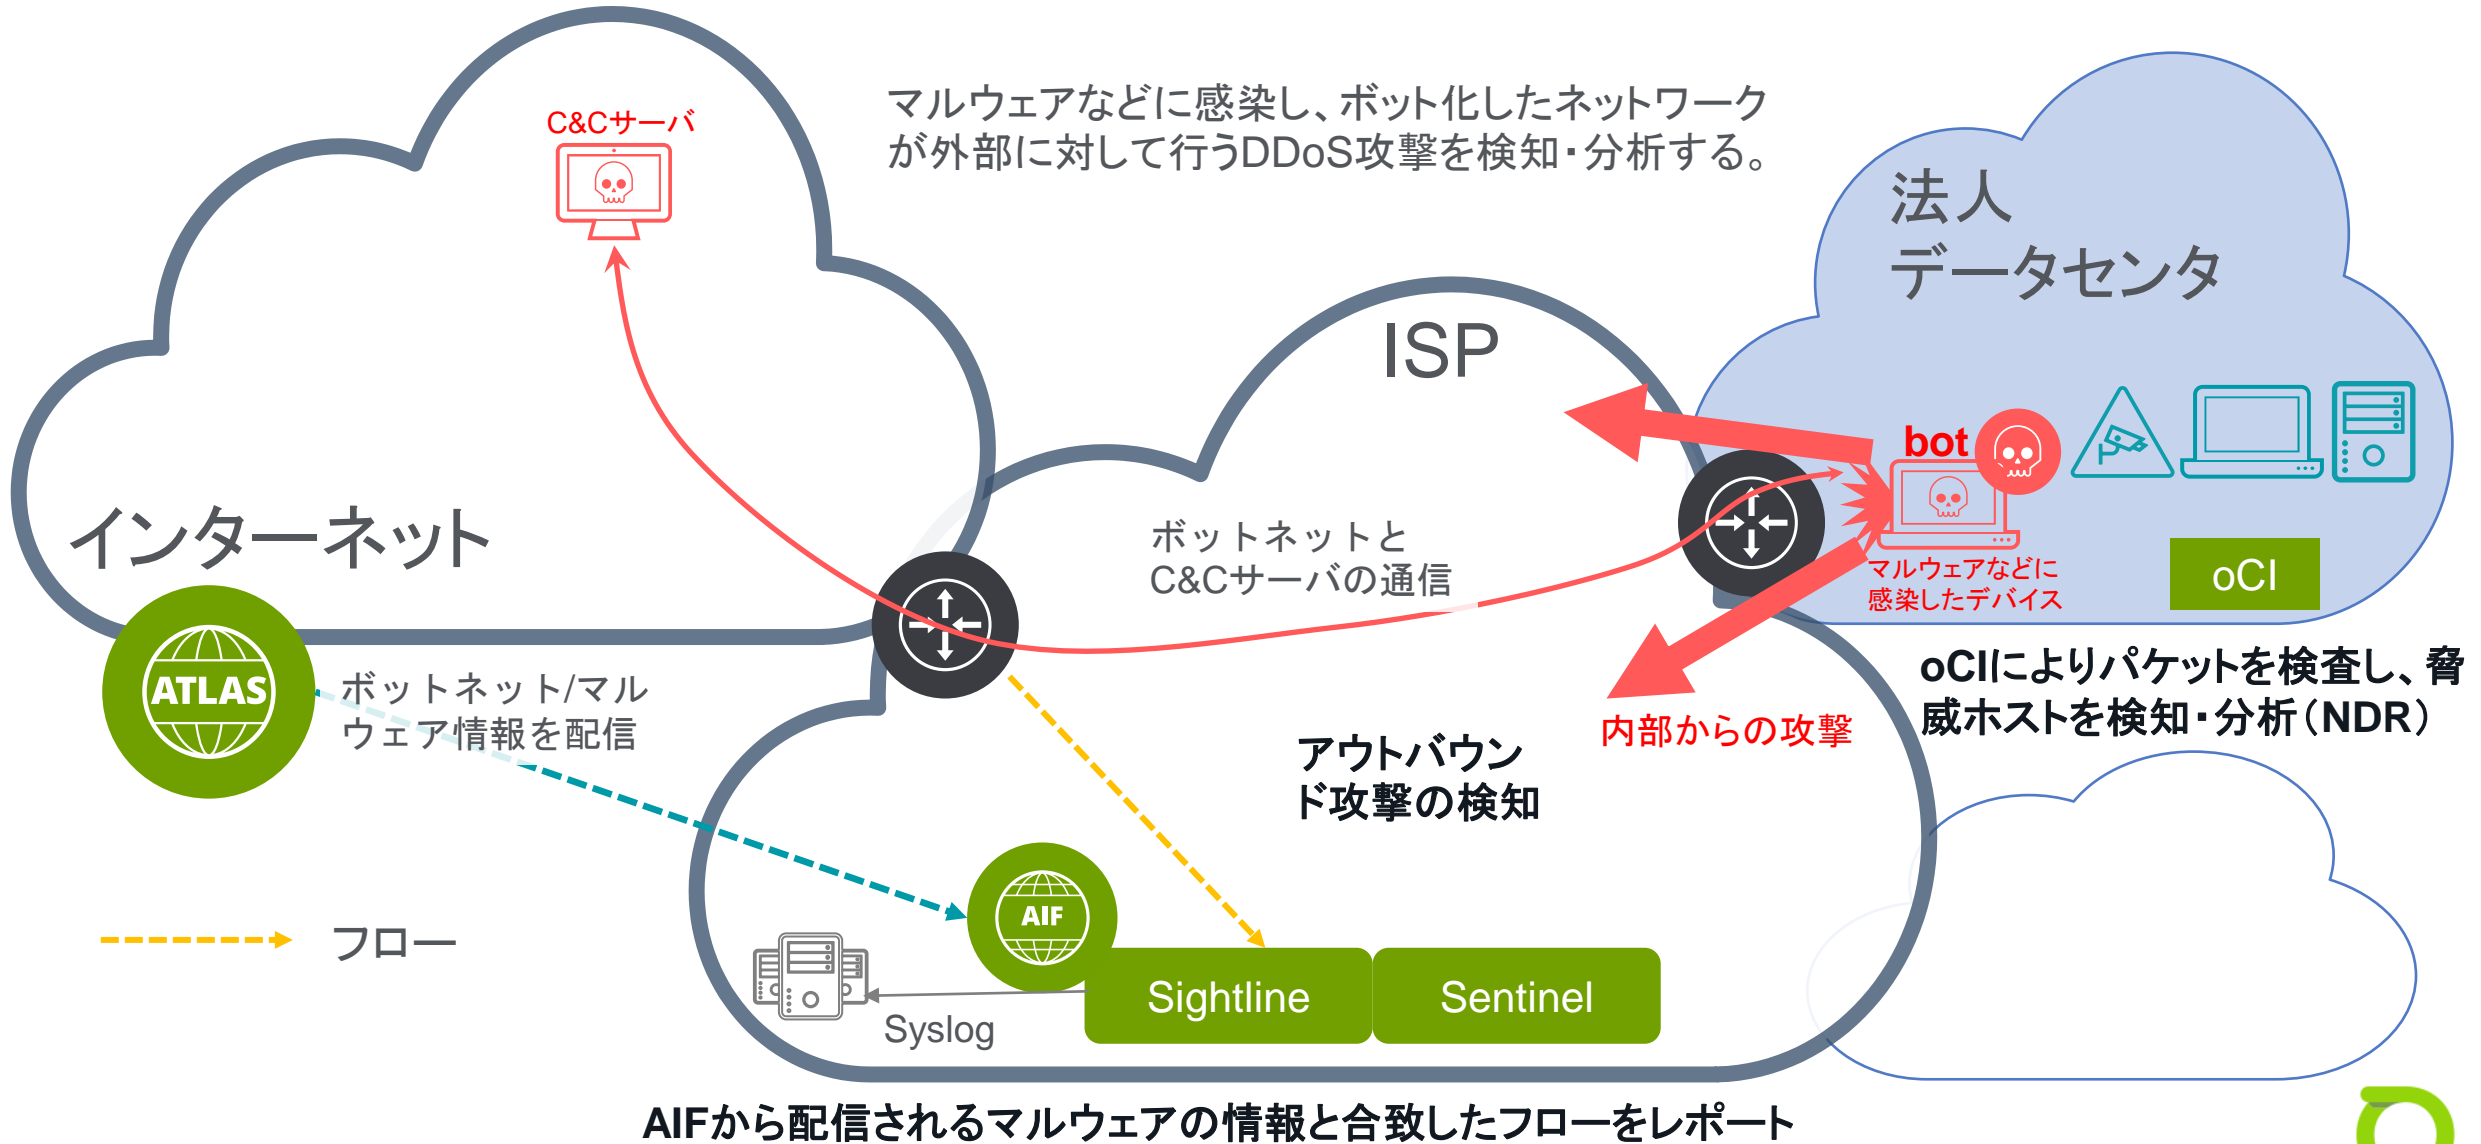 C&Cサーバ
マルウェアなどに感染し、ボット化したネットワーク
が外部に対して行うDDoS攻撃を検知・分析する。
法人
データセンタ
ISP
bot
インターネット
ボットネットと
C&Cサーバの通信
マルウェアなどに
感染したデバイス
oCI
ATLAS
ボットネット/マル
ウェア情報を配信
oCIによりパケットを検査し、脅
威ホストを検知・分析（NDR）
内部からの攻撃
アウトバウン
ド攻撃の検知
AIF
フロー
Sightline
Sentinel
Syslog
AIFから配信されるマルウェアの情報と合致したフローをレポート